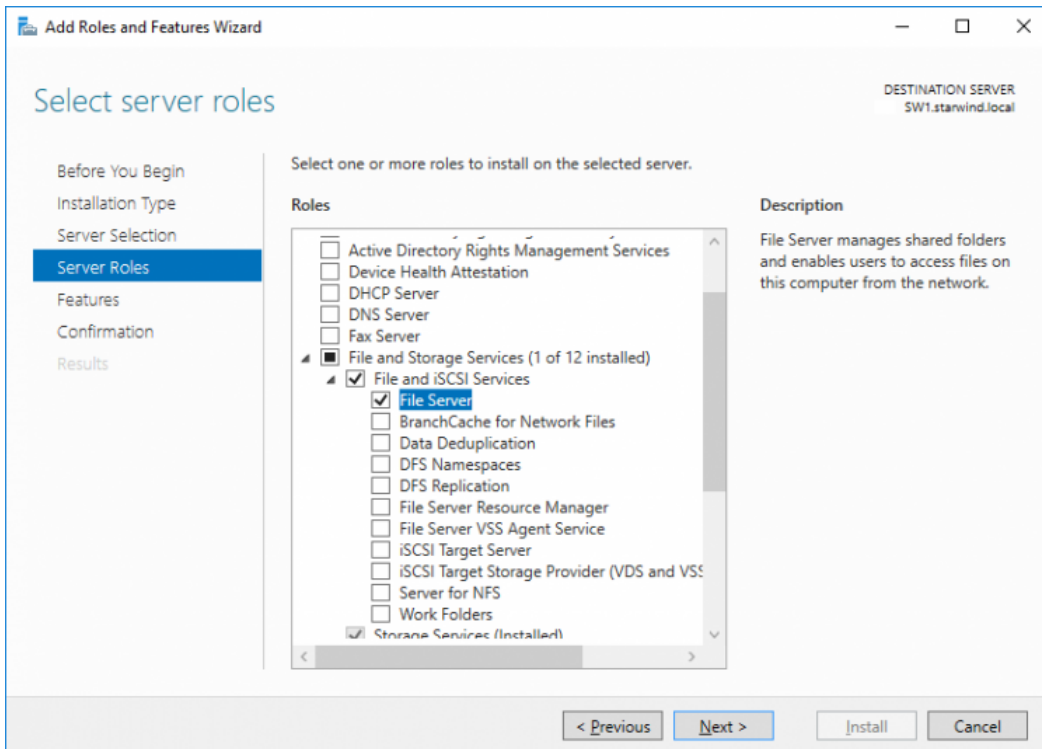 Add Roles and Features Wizard
Select server roles
DESTINATION SERVER
SW1.starwind.local
Before You Begin
Installation Type
Server Selection
Server Roles
Features
Confirmation
Results
Select one or more roles to install on the selected server.
Roles
Active Directory Rights Management Services
Device Health Attestation
DHCP Server
DNS Server
Fax Server
File and Storage Services (1 of 12 installed)
File and iSCSI Services
File Server
BranchCache for Network Files
Data Deduplication
DFS Namespaces
DFS Replication
File Server Resource Manager
File Server VSS Agent Service
iSCSI Target Server
iSCSI Target Storage Provider (VDS and VSS
Server for NFS
Work Folders
Storage Services (Installed)
Description
File Server manages shared folders
and enables users to access files on
this computer from the network.
< Previous
Next >
Install
Cancel